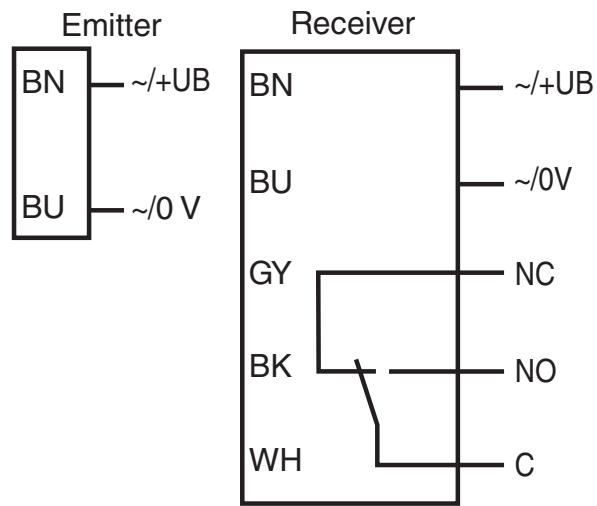 Emitter
BN ~/+UB
BU ~/0 V
Receiver
BN ~/+UB
BU ~/0V
GY NC
BK NO
WH C